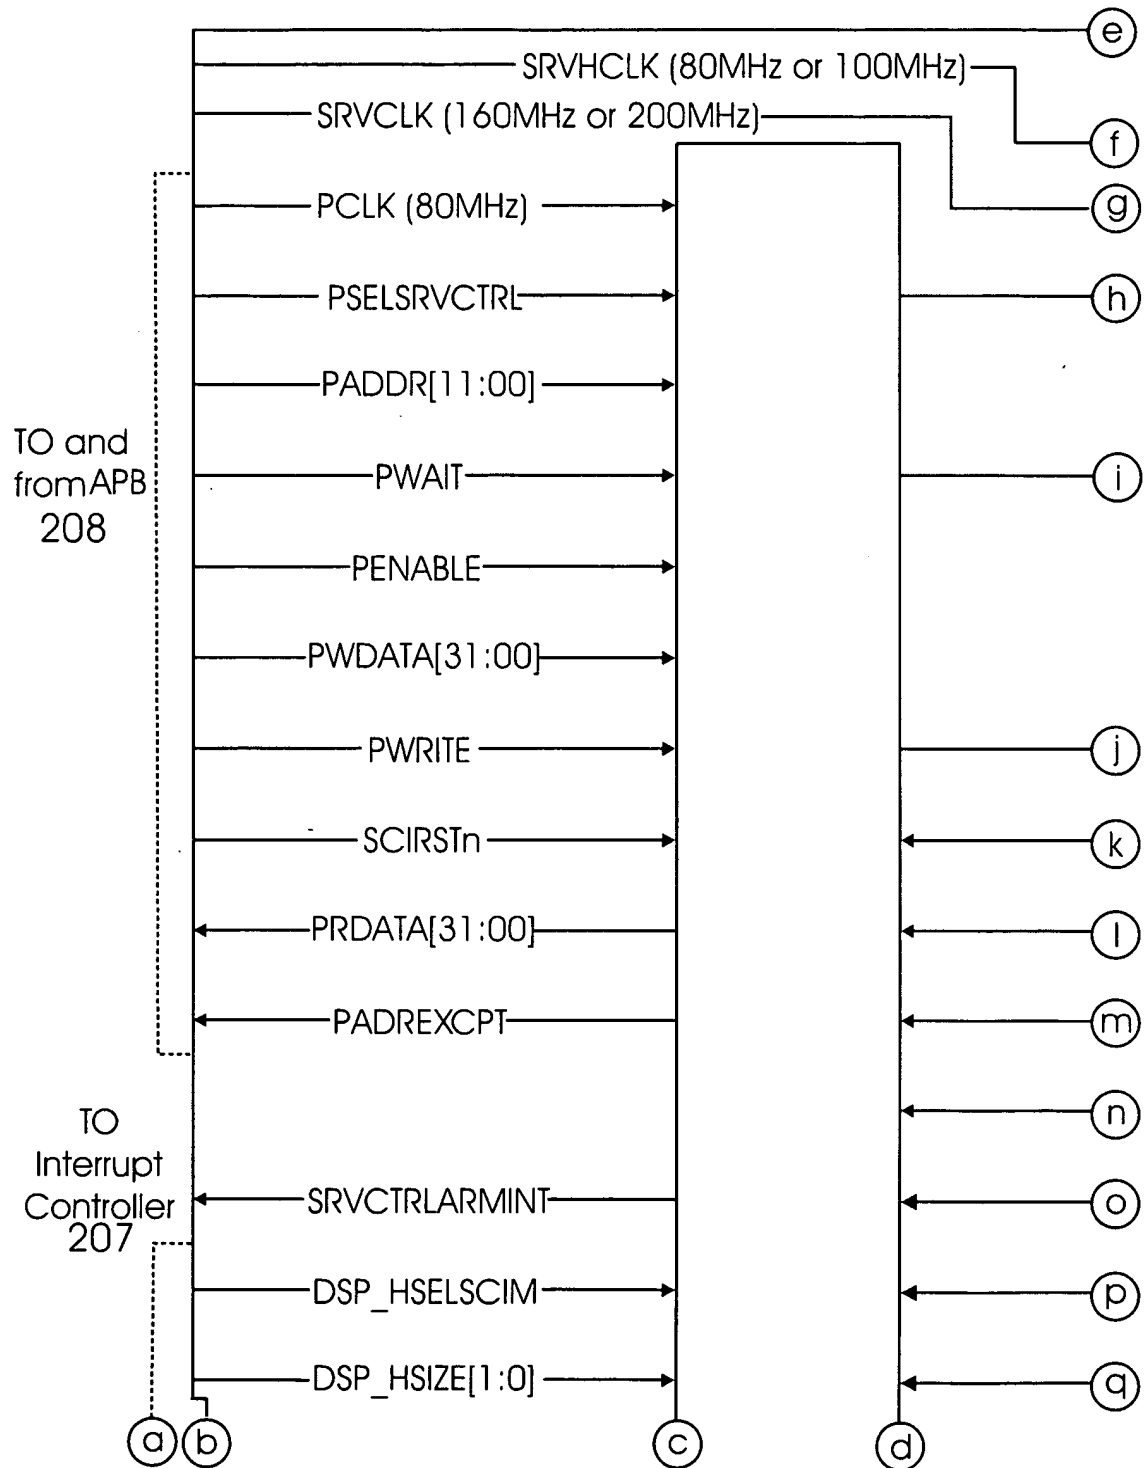 e
SRVHCLK (80MHz or 100MHz)
SRVCLK (160MHz or 200MHz)
f
PCLK (80MHz)
g
PSELSRVCTRL
h
PADDR[11:00]
TO and
from APB
208
PWAIT
i
PENABLE
PWDATA[31:00]
PWRITE
j
SCIRSTn
k
PRDATA[31:00]
l
PADREXCPT
m
n
TO
Interrupt
Controller
207
SRVCTRLARMINT
o
DSP_HSELSCIM
p
DSP_HSIZE[1:0]
q
a
b
c
d